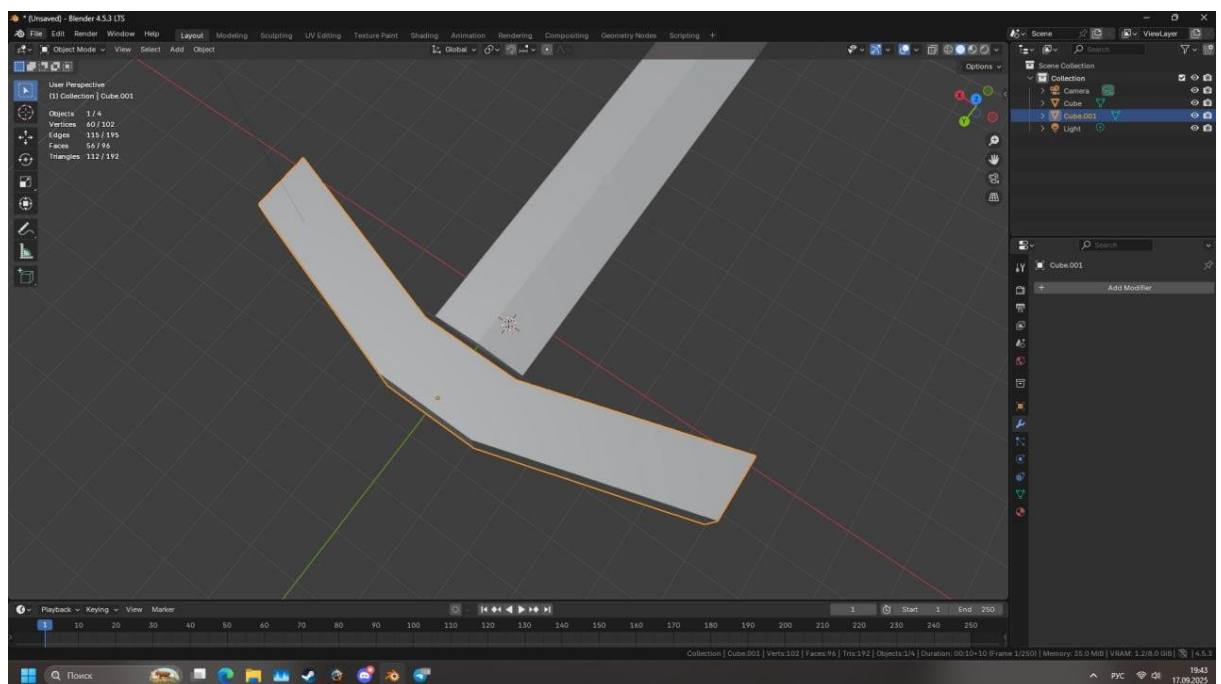 * (Unsaved) - Blender 4.5.3 LTS
File Edit Render Window Help Layout Modeling Sculpting UV Editing Texture Paint Shading Animation Rendering Compositing Geometry Nodes Scripting + Scene ViewLayer
Object Mode View Select Add Object Global Search
Options
User Perspective
(1) Collection | Cube.001
Objects 1/4
Vertices 60/102
Edges 115/195
Faces 56/96
Triangles 112/192
X
Z
Y
Scene Collection
Collection
Camera
Cube
Cube.001
Light
Search
Cube.001
+ Add Modifier
Playback Keying View Marker 1 Start 1 End 250
1 10 20 30 40 50 60 70 80 90 100 110 120 130 140 150 160 170 180 190 200 210 220 230 240 250
Collection | Cube.001 | Verts:102 | Faces:96 | Tris:192 | Objects:1/4 | Duration: 00:10+10 (Frame 1/250) | Memory: 35.0 MiB | VRAM: 1.2/8.0 GiB | 4.5.3
Поиск РУС 19:43
17.09.2025